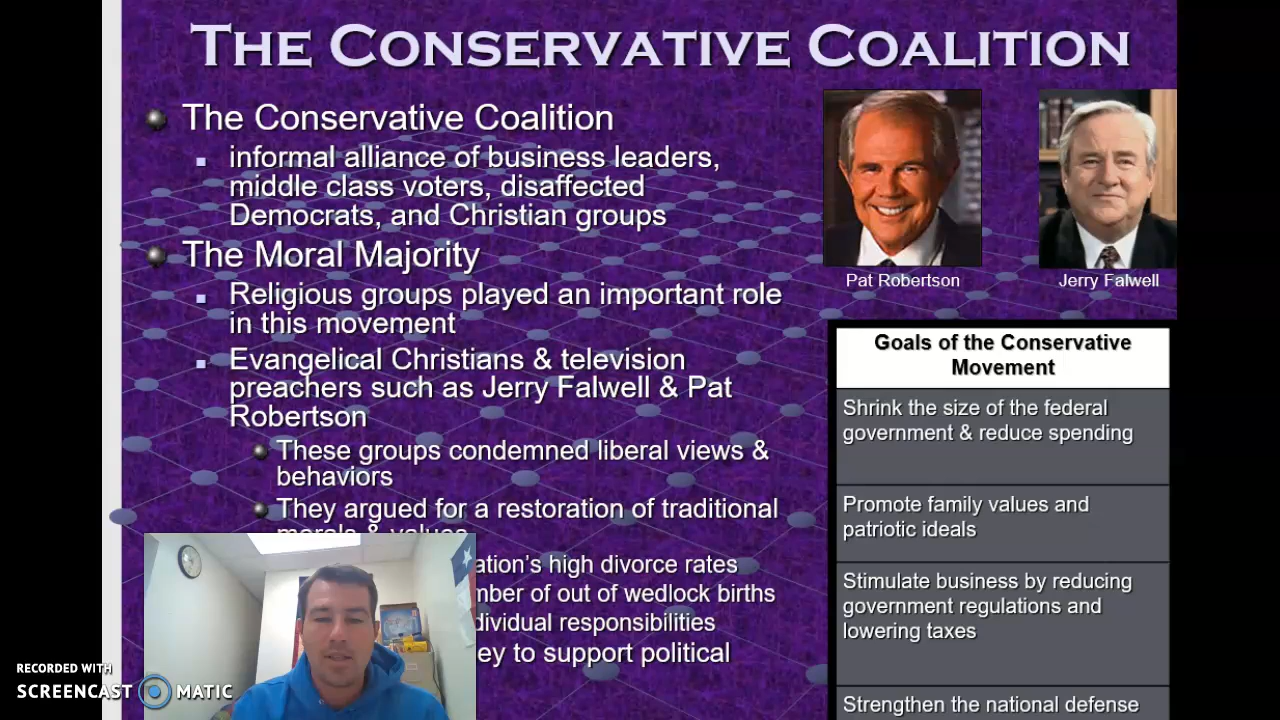 THE CONSERVATIVE COALITION
The Conservative Coalition
informal alliance of business leaders,
middle class voters, disaffected
Democrats, and Christian groups
The Moral Majority
Religious groups played an important role
in this movement
Evangelical Christians & television
preachers such as Jerry Falwell & Pat
Robertson
These groups condemned liberal views &
behaviors
They argued for a restoration of traditional
morals & values
ation's high divorce rates
mber of out of wedlock births
dividual responsibilities
ey to support political
Pat Robertson
Jerry Falwell
Goals of the Conservative
Movement
Shrink the size of the federal
government & reduce spending
Promote family values and
patriotic ideals
Stimulate business by reducing
government regulations and
lowering taxes
Strengthen the national defense
RECORDED WITH
SCREENCAST MATIC